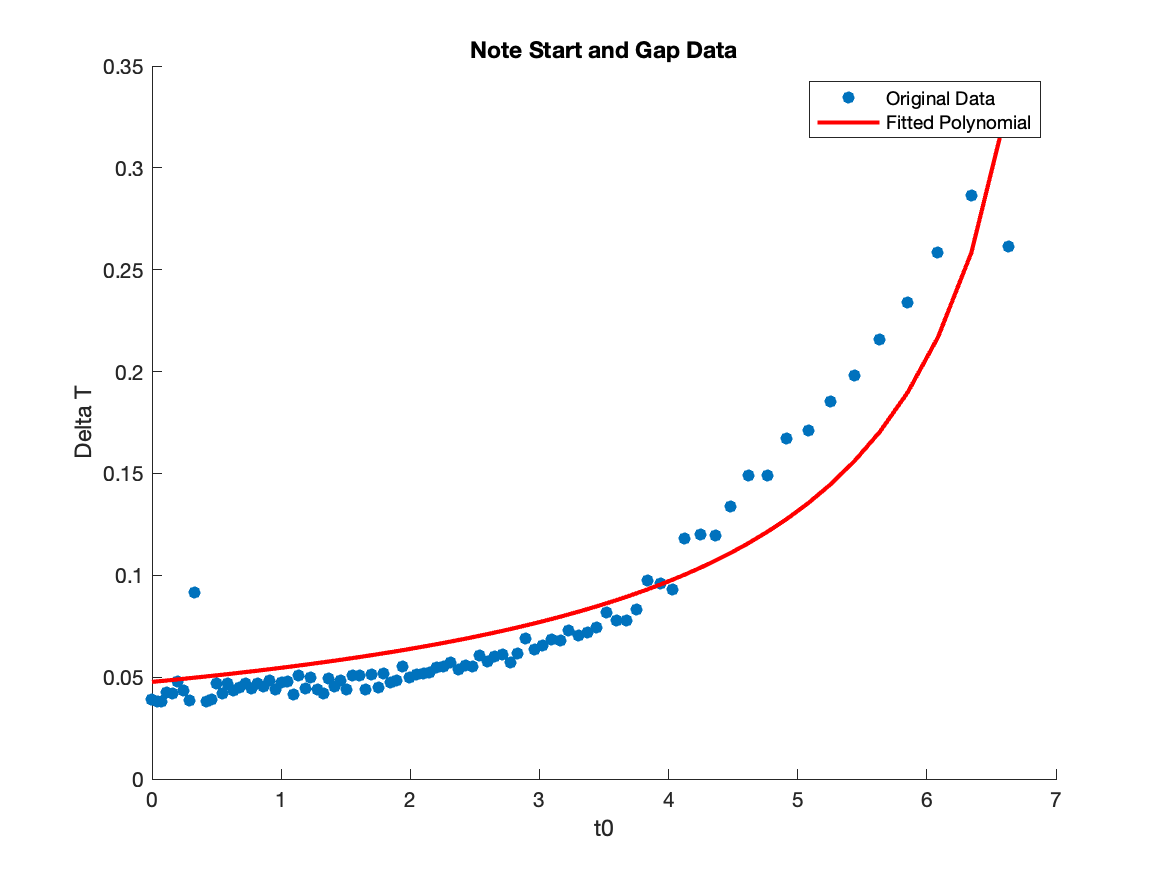 Note Start and Gap Data
0.35
0.3
0.25
0.2
0.15
0.1
0.05
0
Delta T
Original Data
Fitted Polynomial
0 1 2 3 4 5 6 7
t0